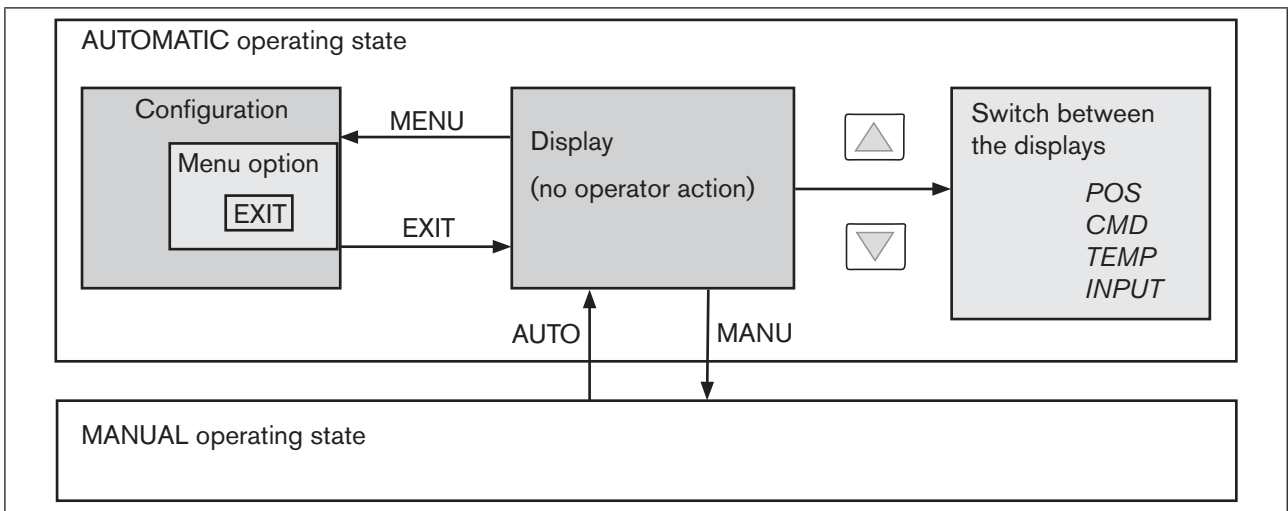 AUTOMATIC operating state
Configuration
Menu option
EXIT
MENU
EXIT
Display
(no operator action)
Switch between
the displays
POS
CMD
TEMP
INPUT
AUTO
MANU
MANUAL operating state